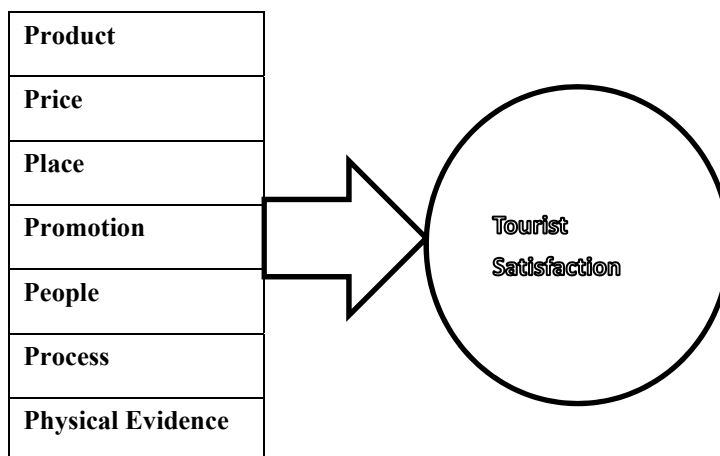 Product
Price
Place
Promotion
People
Process
Physical Evidence
Tourist
Satisfaction